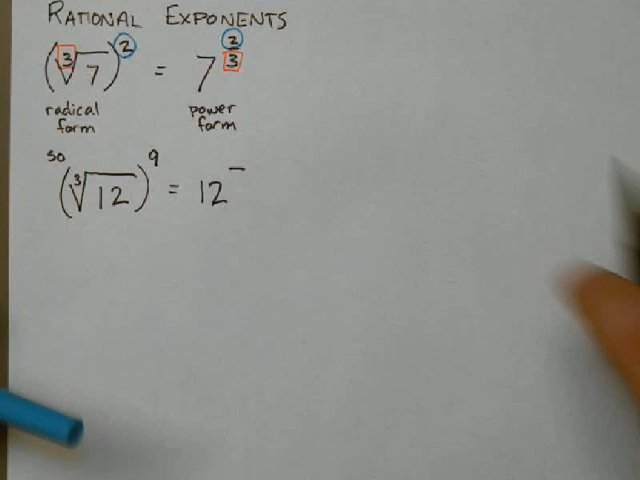 RATIONAL EXPONENTS
(∛7)² = 7^(2/3)
radical form power form
so (∛12)⁹ = 12^‾